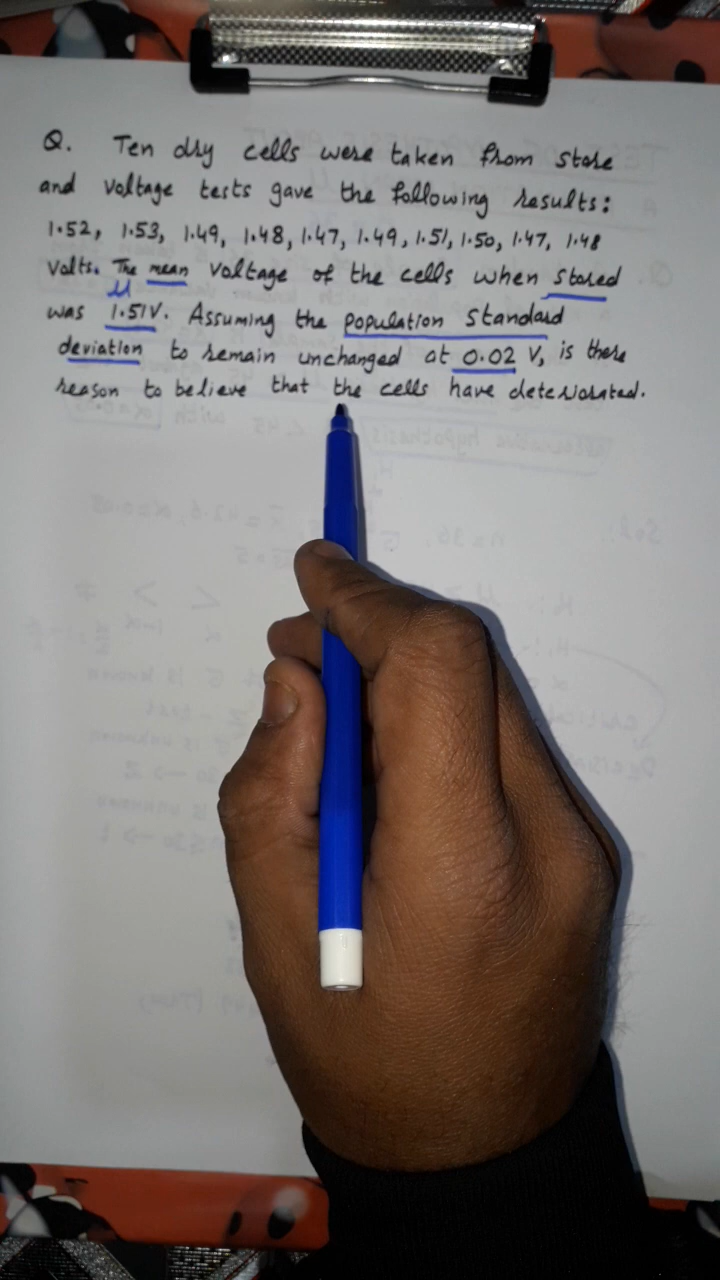 Q. Ten dry cells were taken from store
and voltage tests gave the following results:
1.52, 1.53, 1.49, 1.48, 1.47, 1.49, 1.51, 1.50, 1.47, 1.48
Volts. The mean Voltage of the cells when stored
μ
was 1.51V. Assuming the population Standard
deviation to remain unchanged at 0.02 V, is there
reason to believe that the cells have deteriorated.